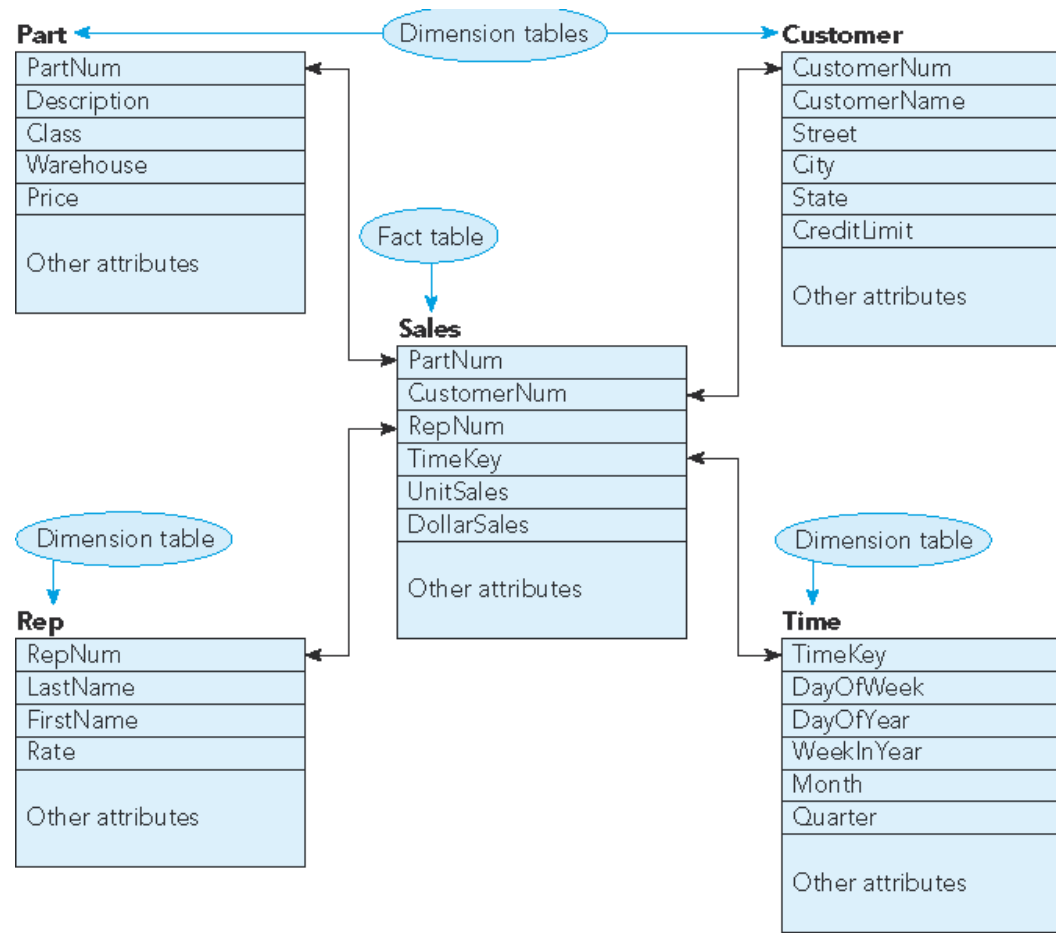 Dimension tables
Part
PartNum
Description
Class
Warehouse
Price
Other attributes
Customer
CustomerNum
CustomerName
Street
City
State
CreditLimit
Other attributes
Fact table
Sales
PartNum
CustomerNum
RepNum
TimeKey
UnitSales
DollarSales
Other attributes
Dimension table
Rep
RepNum
LastName
FirstName
Rate
Other attributes
Dimension table
Time
TimeKey
DayOfWeek
DayOfYear
WeekInYear
Month
Quarter
Other attributes